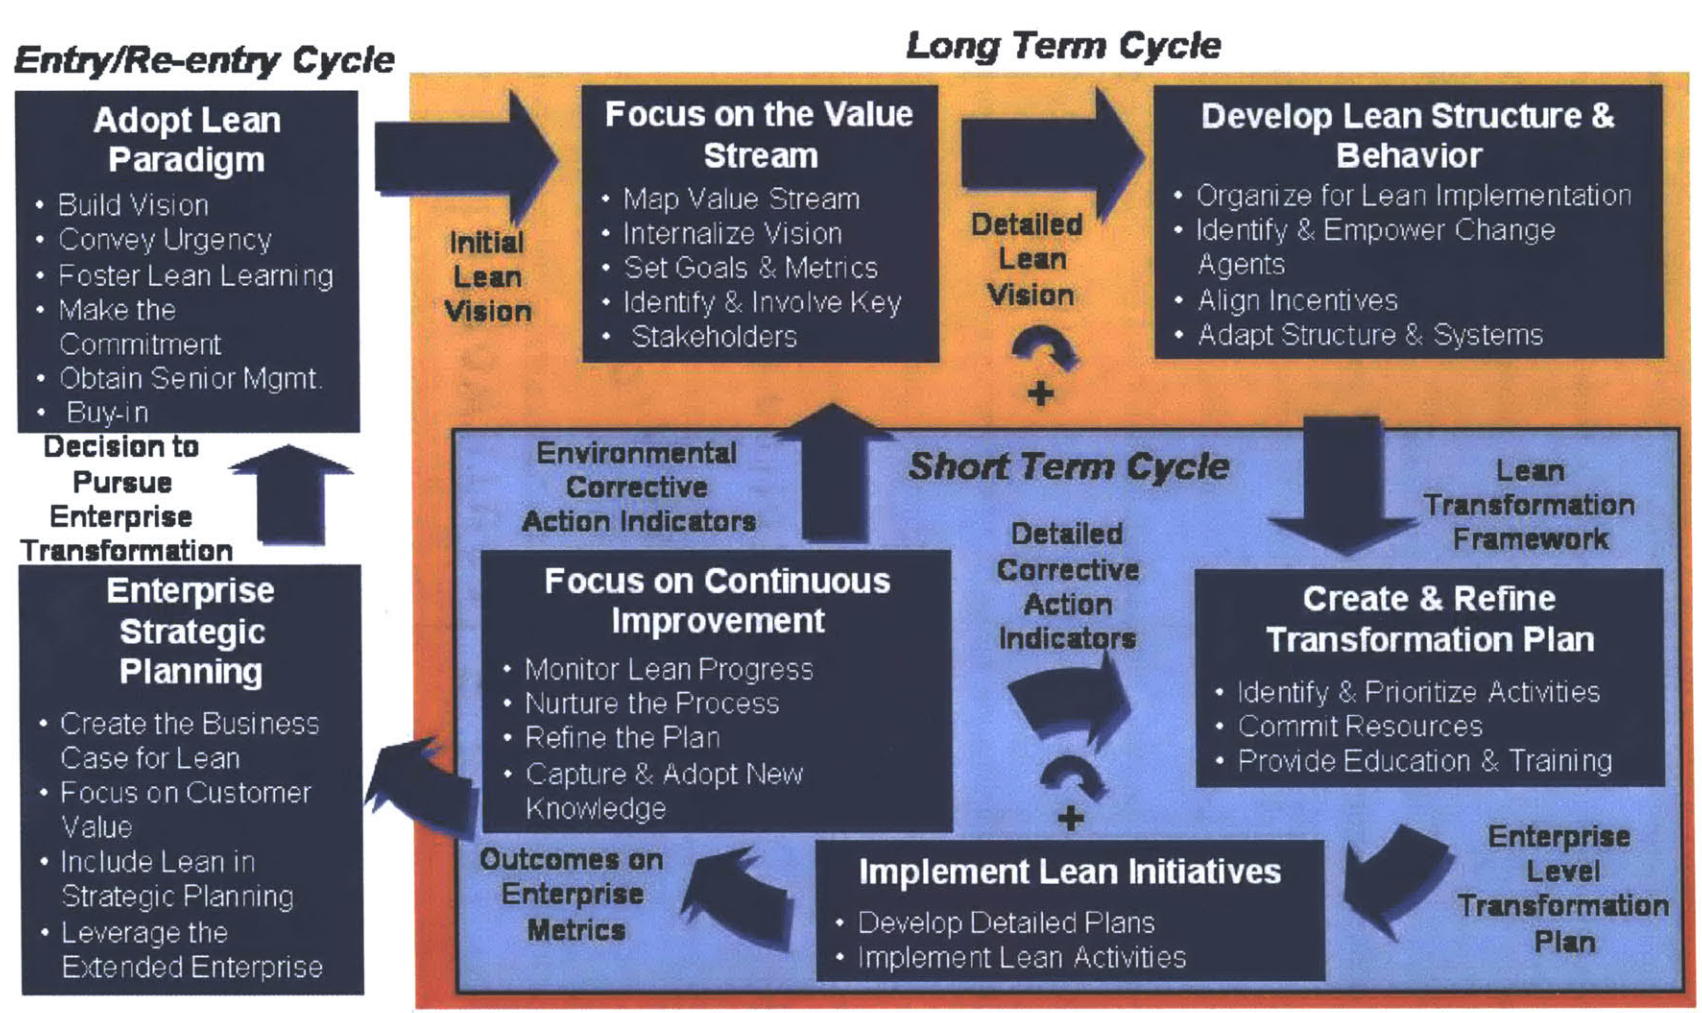 Entry/Re-entry Cycle
Long Term Cycle
Adopt Lean
Paradigm
• Build Vision
• Convey Urgency
• Foster Lean Learning
• Make the
Commitment
• Obtain Senior Mgmt.
• Buy-in
Initial
Lean
Vision
Focus on the Value
Stream
• Map Value Stream
• Internalize Vision
• Set Goals & Metrics
• Identify & Involve Key
• Stakeholders
Detailed
Lean
Vision
+
Develop Lean Structure &
Behavior
• Organize for Lean Implementation
• Identify & Empower Change
Agents
• Align Incentives
• Adapt Structure & Systems
Decision to
Pursue
Enterprise
Transformation
Enterprise
Strategic
Planning
• Create the Business
Case for Lean
• Focus on Customer
Value
• Include Lean in
Strategic Planning
• Leverage the
Extended Enterprise
Environmental
Corrective
Action Indicators
Short Term Cycle
Lean
Transformation
Framework
Focus on Continuous
Improvement
• Monitor Lean Progress
• Nurture the Process
• Refine the Plan
• Capture & Adopt New
Knowledge
Detailed
Corrective
Action
Indicators
+
Create & Refine
Transformation Plan
• Identify & Prioritize Activities
• Commit Resources
• Provide Education & Training
Outcomes on
Enterprise
Metrics
Implement Lean Initiatives
• Develop Detailed Plans
• Implement Lean Activities
Enterprise
Level
Transformation
Plan